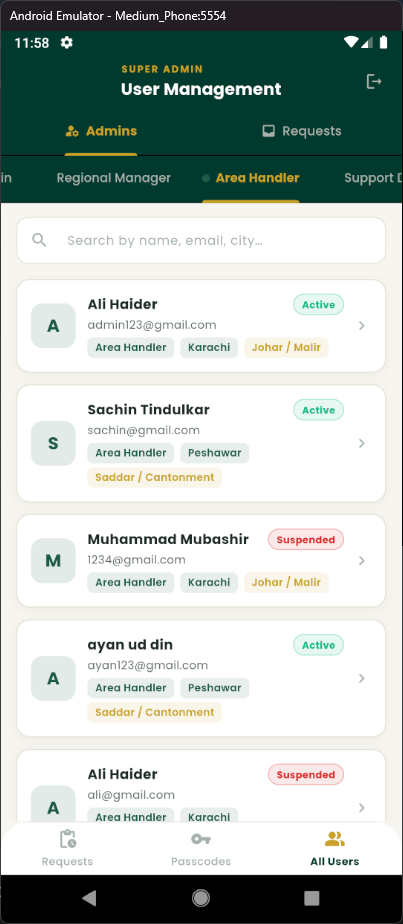 Android Emulator - Medium_Phone:5554
11:58
SUPER ADMIN
User Management
Admins
Requests
in
Regional Manager
Area Handler
Support D
Search by name, email, city...
A
Ali Haider
Active
admin123@gmail.com
Area Handler
Karachi
Johar / Malir
S
Sachin Tindulkar
Active
sachin@gmail.com
Area Handler
Peshawar
Saddar / Cantonment
M
Muhammad Mubashir
Suspended
1234@gmail.com
Area Handler
Karachi
Johar / Malir
A
ayan ud din
Active
ayan123@gmail.com
Area Handler
Peshawar
Saddar / Cantonment
A
Ali Haider
Suspended
ali@gmail.com
Area Handler
Karachi
Requests
Passcodes
All Users